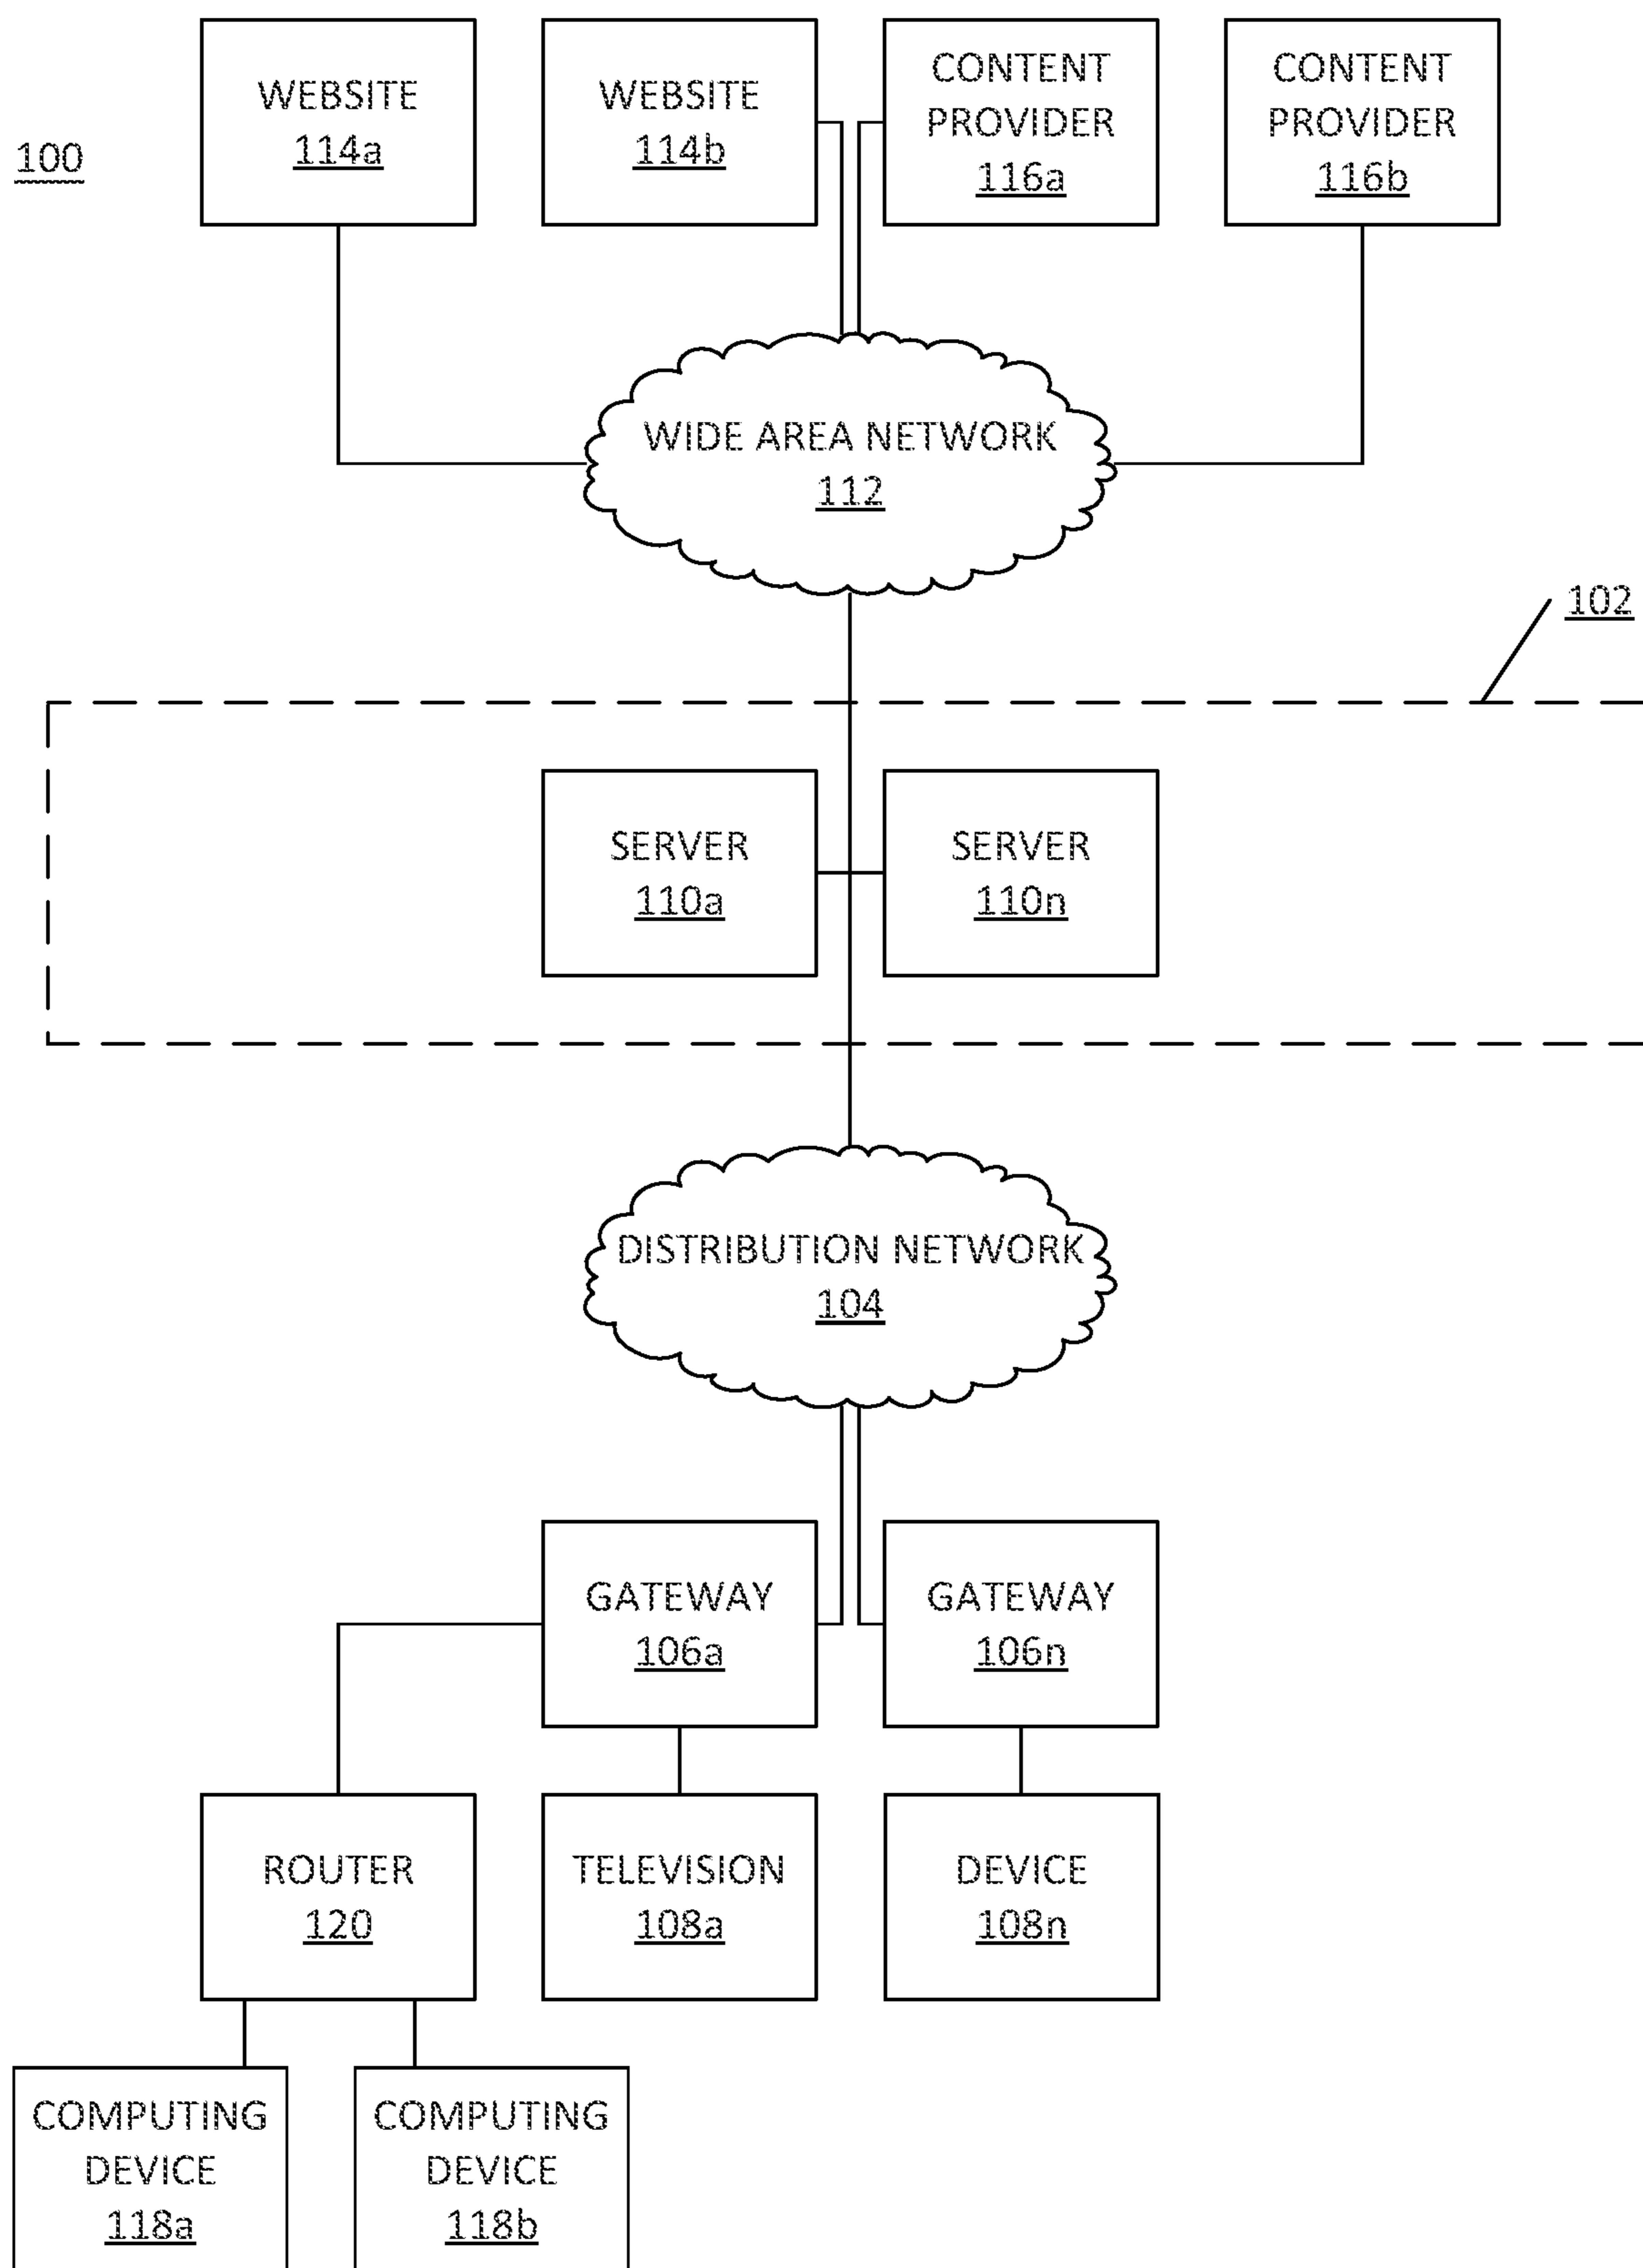 100
WEBSITE
114a
WEBSITE
114b
CONTENT
PROVIDER
116a
CONTENT
PROVIDER
116b
WIDE AREA NETWORK
112
102
SERVER
110a
SERVER
110n
DISTRIBUTION NETWORK
104
GATEWAY
106a
GATEWAY
106n
ROUTER
120
TELEVISION
108a
DEVICE
108n
COMPUTING
DEVICE
118a
COMPUTING
DEVICE
118b